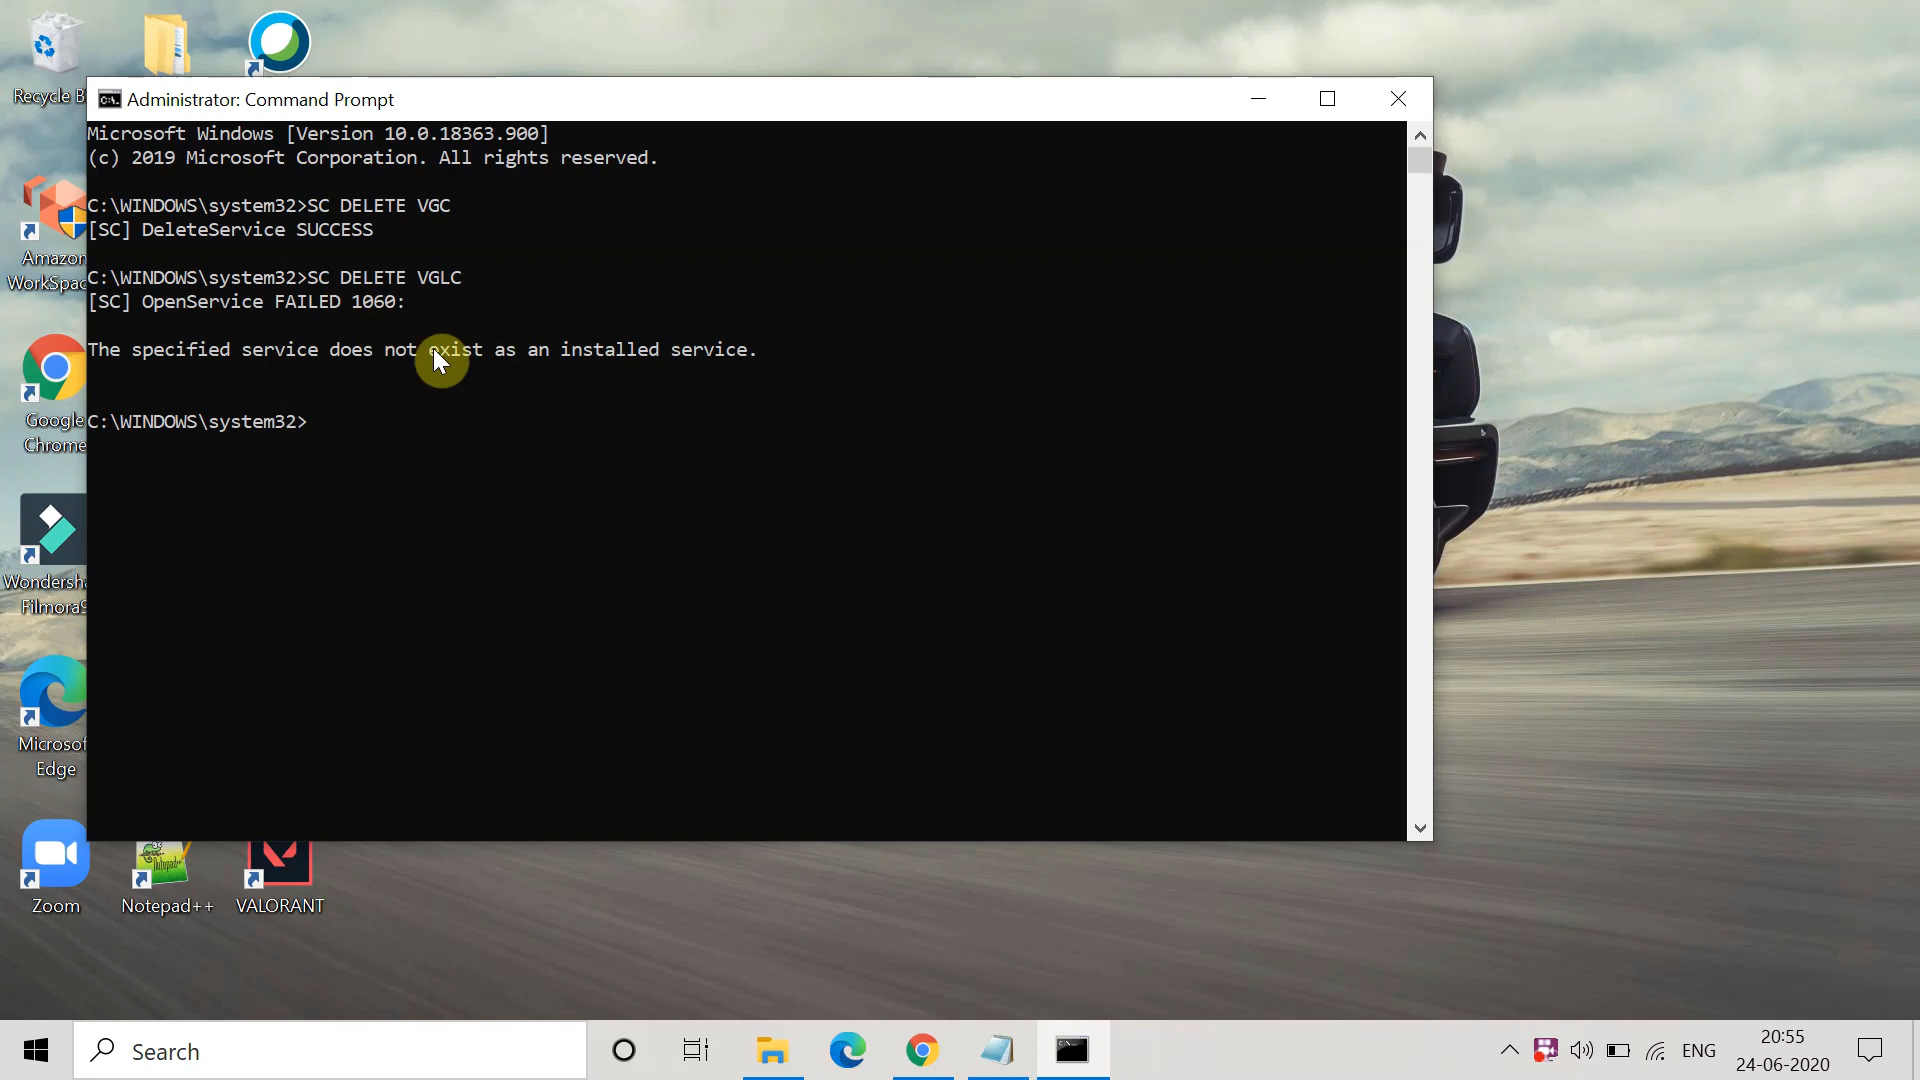 Recycle B
Administrator: Command Prompt
Microsoft Windows [Version 10.0.18363.900]
(c) 2019 Microsoft Corporation. All rights reserved.
C:\WINDOWS\system32>SC DELETE VGC
[SC] DeleteService SUCCESS
C:\WINDOWS\system32>SC DELETE VGLC
[SC] OpenService FAILED 1060:
The specified service does not exist as an installed service.
C:\WINDOWS\system32>
Amazon
WorkSpac
Google
Chrome
Wondersha
Filmora9
Microsof
Edge
Zoom
Notepad++
VALORANT
Search
ENG
20:55
24-06-2020